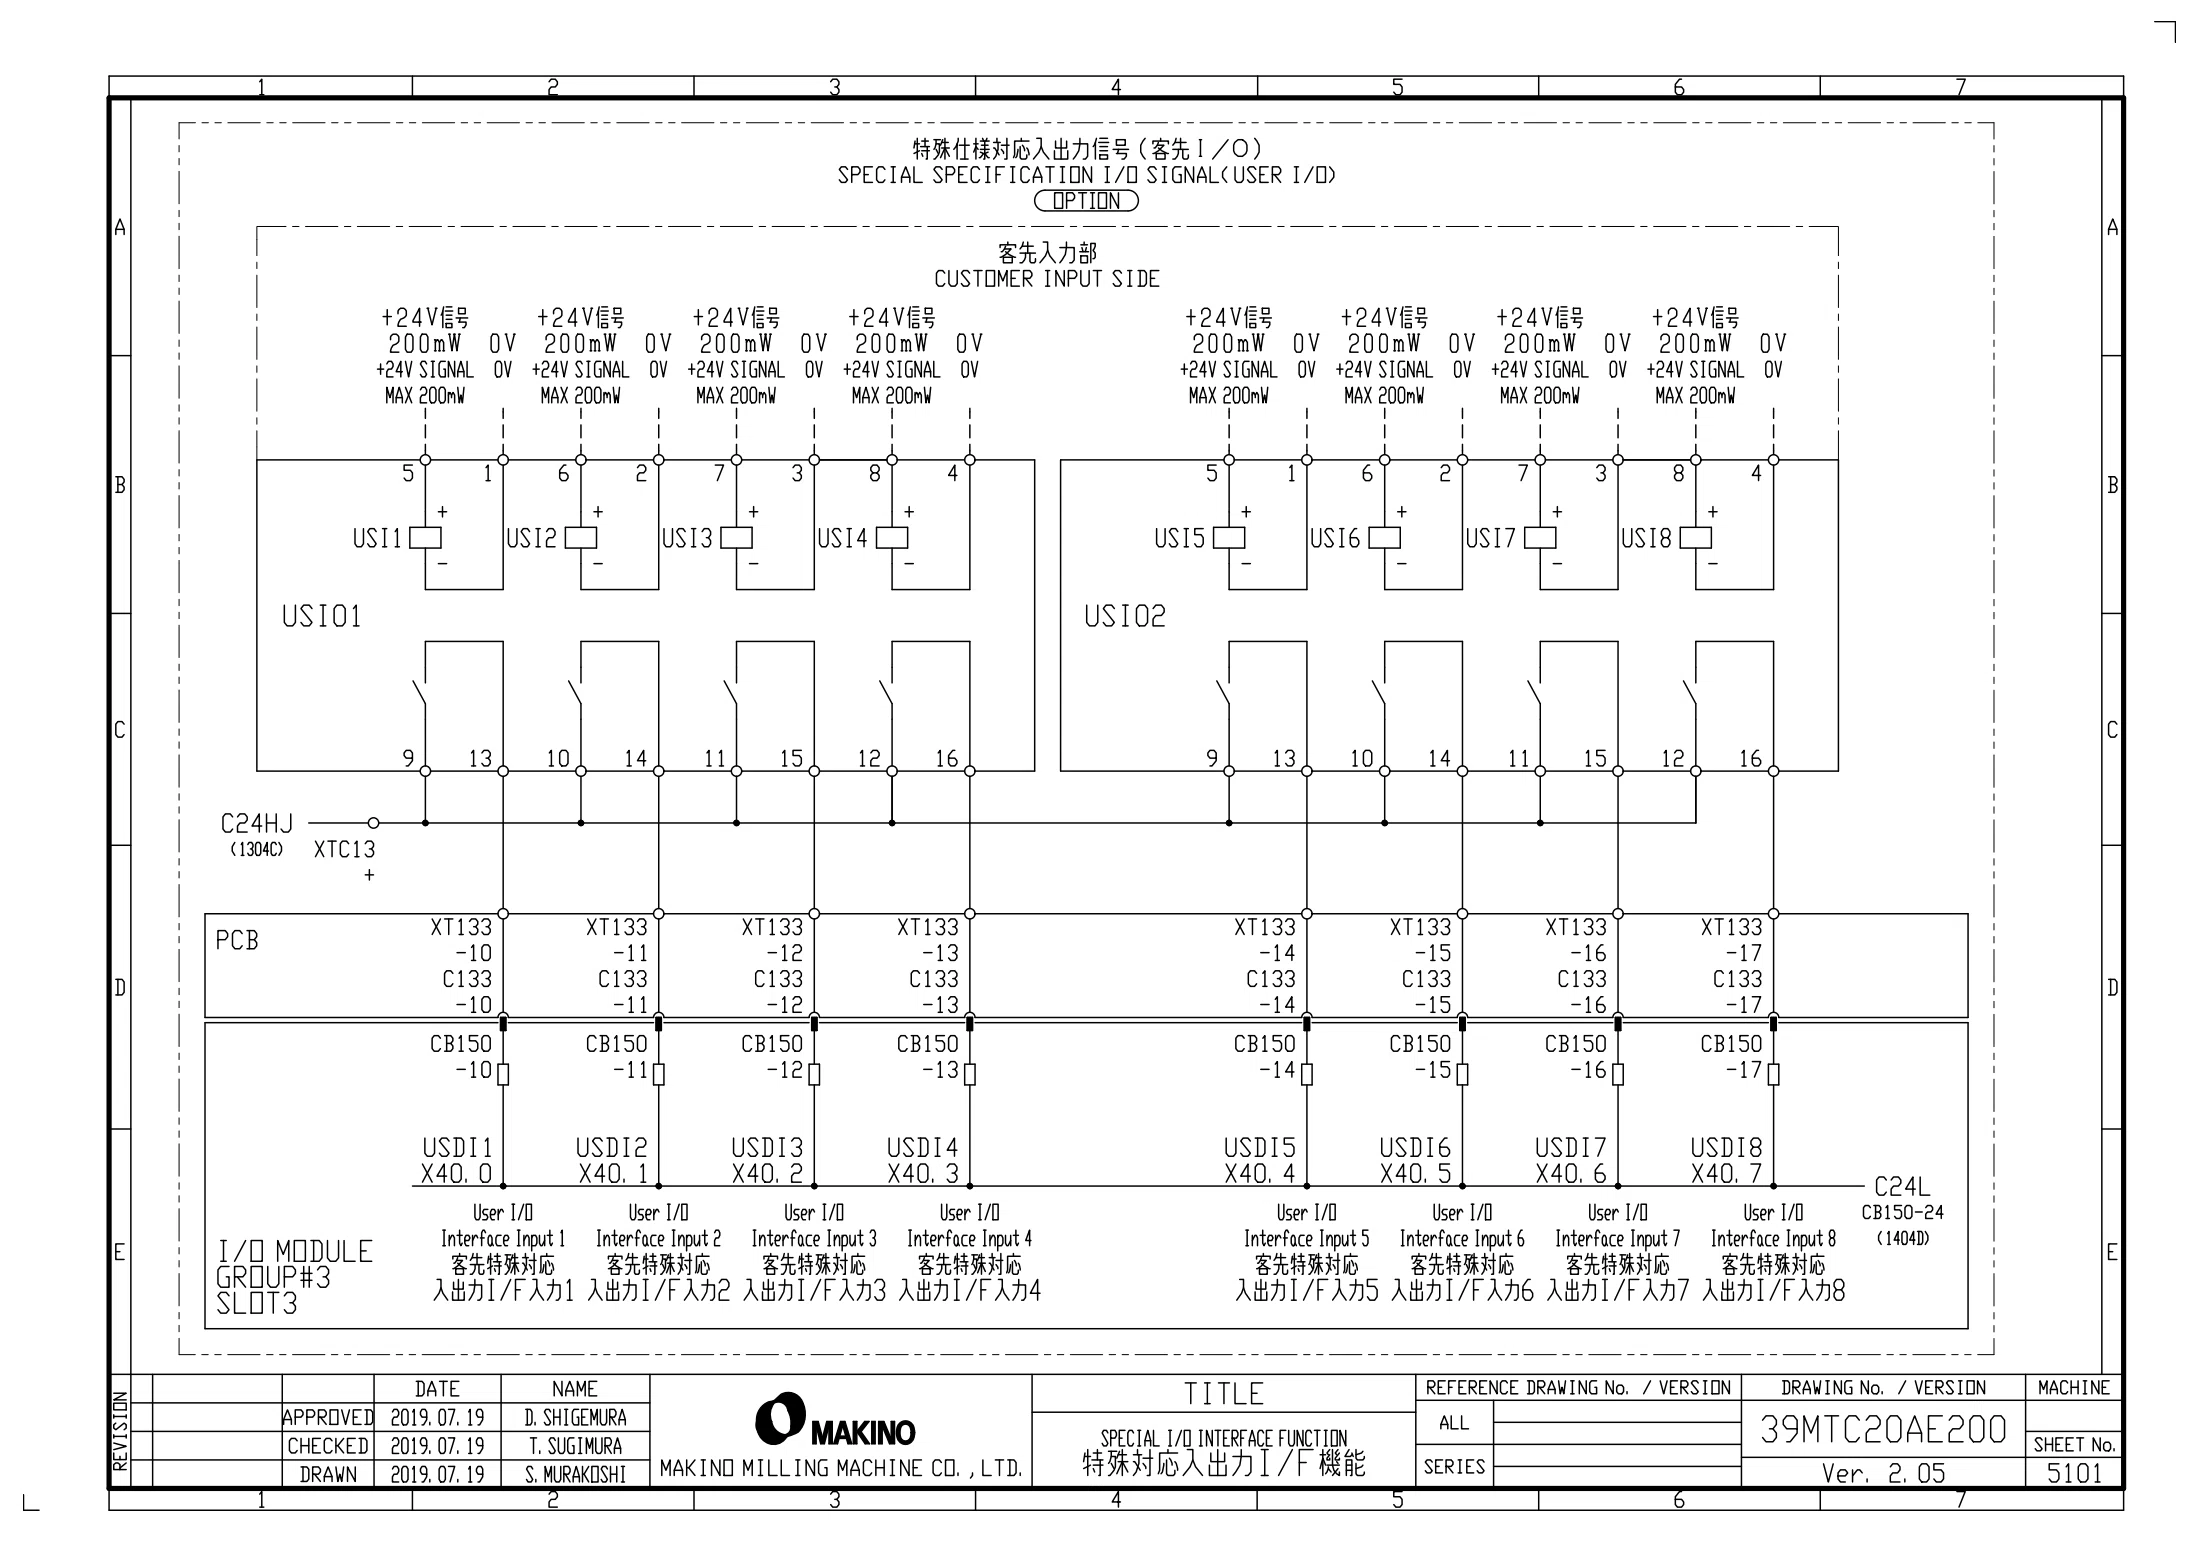 1 2 3 4 5 6 7
特殊仕様対応入出力信号(客先I/O)
SPECIAL SPECIFICATION I/O SIGNAL(USER I/O)
OPTION
A A
客先入力部
CUSTOMER INPUT SIDE
+24V信号 +24V信号 +24V信号 +24V信号 +24V信号 +24V信号 +24V信号 +24V信号
200mW 0V 200mW 0V 200mW 0V 200mW 0V 200mW 0V 200mW 0V 200mW 0V 200mW 0V
+24V SIGNAL 0V +24V SIGNAL 0V +24V SIGNAL 0V +24V SIGNAL 0V +24V SIGNAL 0V +24V SIGNAL 0V +24V SIGNAL 0V +24V SIGNAL 0V
MAX 200mW MAX 200mW MAX 200mW MAX 200mW MAX 200mW MAX 200mW MAX 200mW MAX 200mW
5 1 6 2 7 3 8 4 5 1 6 2 7 3 8 4
B B
+ + + + + + + +
USI1 USI2 USI3 USI4 USI5 USI6 USI7 USI8
- - - - - - - -
USIO1 USIO2
C C
9 13 10 14 11 15 12 16 9 13 10 14 11 15 12 16
C24HJ
(1304C) XTC13
+
PCB
XT133 XT133 XT133 XT133 XT133 XT133 XT133 XT133
-10 -11 -12 -13 -14 -15 -16 -17
C133 C133 C133 C133 C133 C133 C133 C133
D D
-10 -11 -12 -13 -14 -15 -16 -17
CB150 CB150 CB150 CB150 CB150 CB150 CB150 CB150
-10 -11 -12 -13 -14 -15 -16 -17
USDI1 USDI2 USDI3 USDI4 USDI5 USDI6 USDI7 USDI8
X40.0 X40.1 X40.2 X40.3 X40.4 X40.5 X40.6 X40.7
C24L
CB150-24
(1404D)
User I/O User I/O User I/O User I/O User I/O User I/O User I/O User I/O
Interface Input 1 Interface Input 2 Interface Input 3 Interface Input 4 Interface Input 5 Interface Input 6 Interface Input 7 Interface Input 8
客先特殊対応 客先特殊対応 客先特殊対応 客先特殊対応 客先特殊対応 客先特殊対応 客先特殊対応 客先特殊対応
入出力I/F入力1 入出力I/F入力2 入出力I/F入力3 入出力I/F入力4 入出力I/F入力5 入出力I/F入力6 入出力I/F入力7 入出力I/F入力8
E E
I/O MODULE
GROUP#3
SLOT3
REVISION
DATE NAME
APPROVED 2019.07.19 D. SHIGEMURA
CHECKED 2019.07.19 T. SUGIMURA
DRAWN 2019.07.19 S. MURAKOSHI
MAKINO
MAKINO MILLING MACHINE CO.,LTD.
TITLE
SPECIAL I/O INTERFACE FUNCTION
特殊対応入出力I/F機能
REFERENCE DRAWING No. / VERSION
ALL
SERIES
DRAWING No. / VERSION
39MTC20AE200
Ver. 2.05
MACHINE
SHEET No.
5101
1 2 3 4 5 6 7